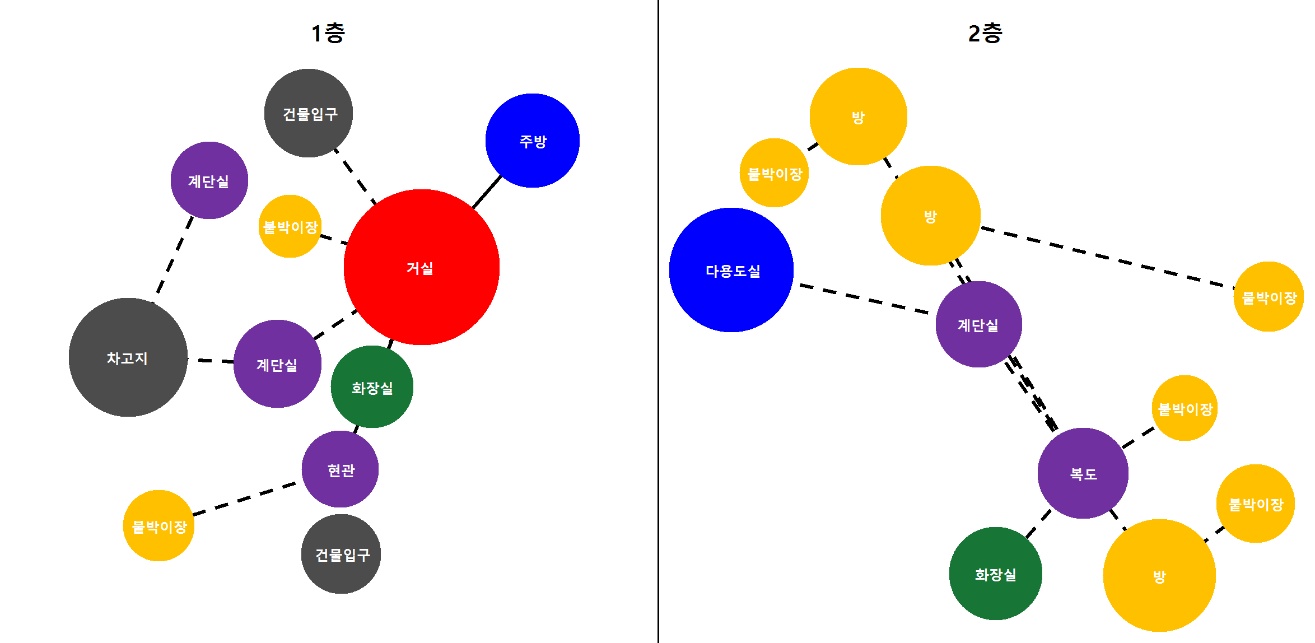 1층
건물입구
주방
계단실
붙박이장
거실
차고지
계단실
화장실
현관
붙박이장
건물입구
2층
방
붙박이장
방
다용도실
붙박이장
계단실
붙박이장
복도
붙박이장
화장실
방